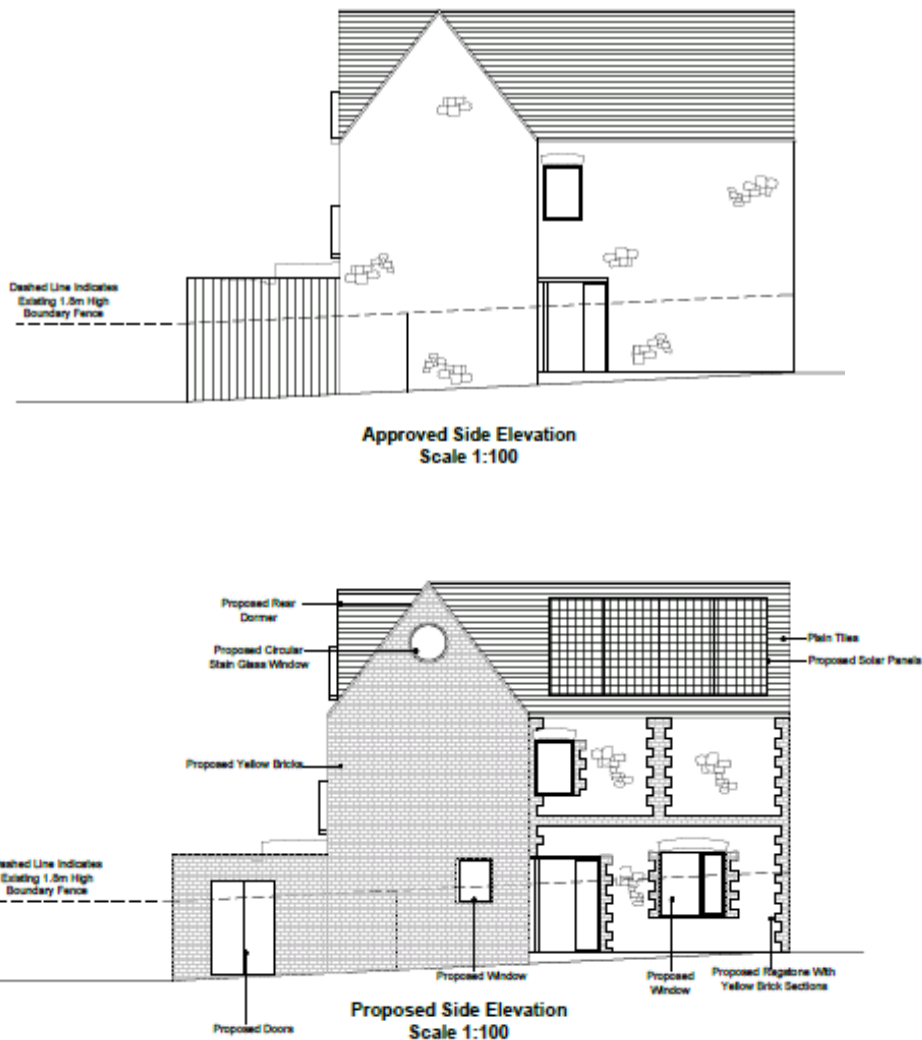 Dashed Line Indicates
Existing 1.8m High
Boundary Fence
Approved Side Elevation
Scale 1:100
Proposed Rear
Dormer
Proposed Circular
Stain Glass Window
Plain Tiles
Proposed Solar Panels
Proposed Yellow Bricks
ashed Line Indicates
Existing 1.8m High
Boundary Fence
Proposed Window
Proposed
Window
Proposed Ragstone With
Yellow Brick Sections
Proposed Doors
Proposed Side Elevation
Scale 1:100